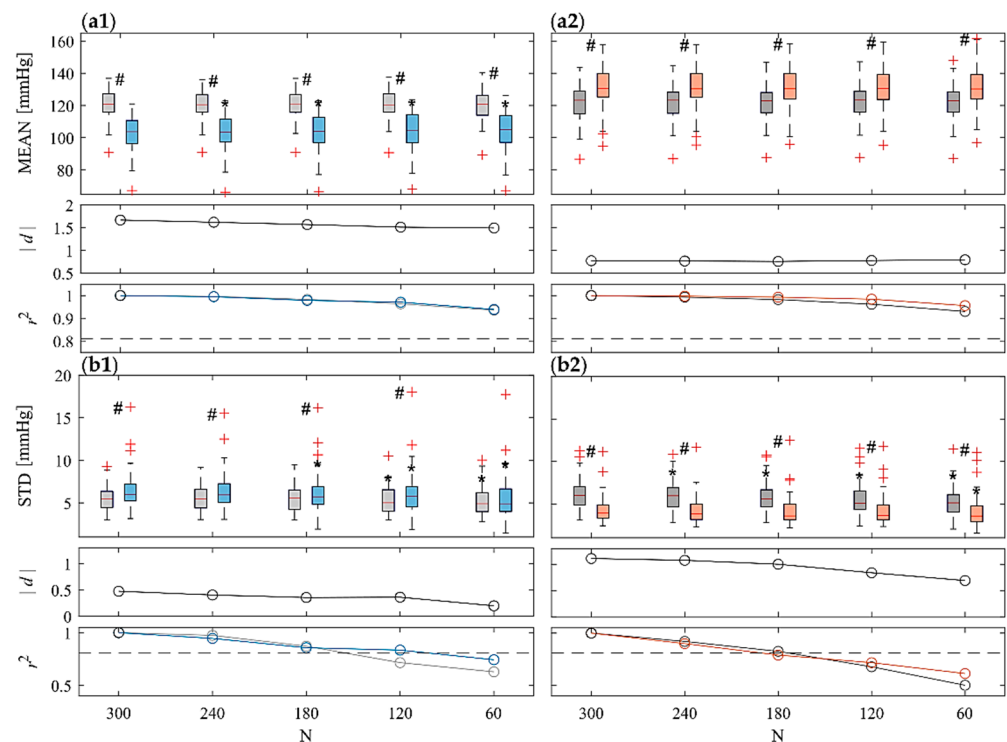 (a1)
(a2)
MEAN [mmHg]
160
140
120
100
80
# # # # #
* * * *
# # # # #
| d |
2
1.5
1
0.5
r²
1
0.9
0.8
(b1)
(b2)
STD [mmHg]
20
15
10
5
# # # #
* * * * *
# # # # #
* * * * *
| d |
1
0.5
0
r²
1
0.5
300 240 180 120 60
300 240 180 120 60
N
N